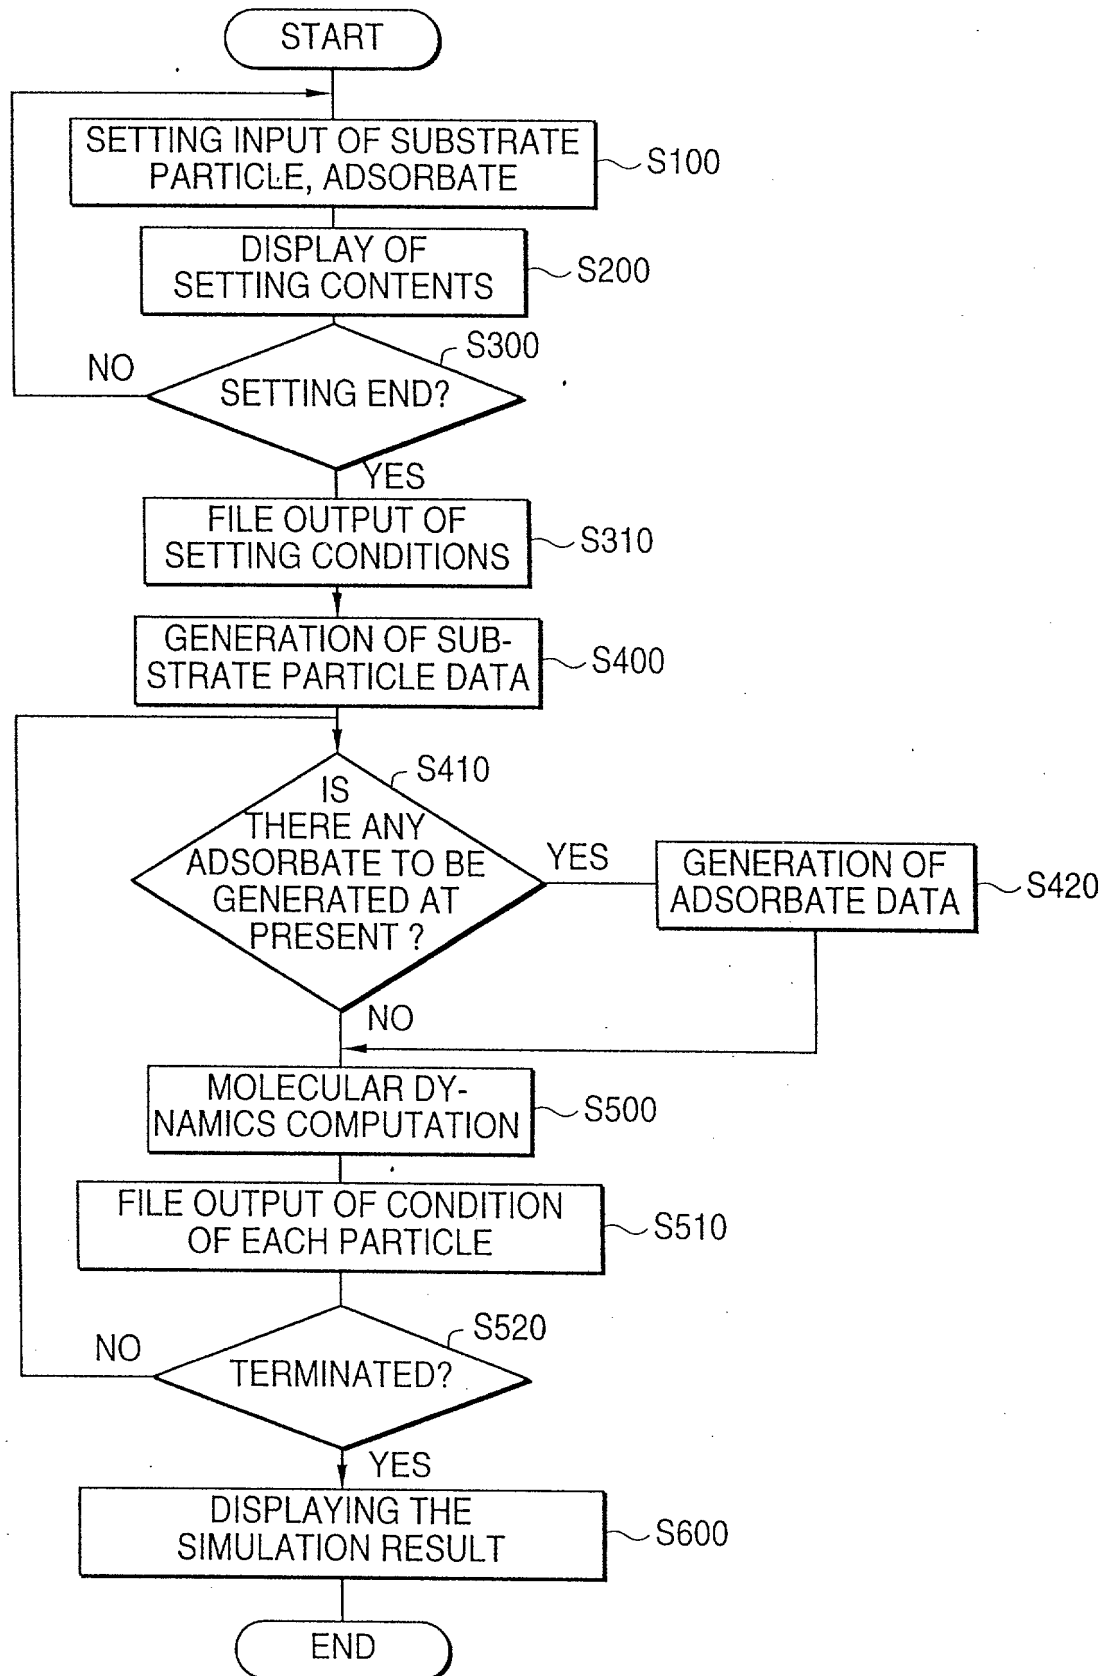 START
SETTING INPUT OF SUBSTRATE
PARTICLE, ADSORBATE
S100
DISPLAY OF
SETTING CONTENTS
S200
S300
NO
SETTING END?
YES
FILE OUTPUT OF
SETTING CONDITIONS
S310
GENERATION OF SUB-
STRATE PARTICLE DATA
S400
S410
IS
THERE ANY
ADSORBATE TO BE
GENERATED AT
PRESENT ?
YES
GENERATION OF
ADSORBATE DATA
S420
NO
MOLECULAR DY-
NAMICS COMPUTATION
S500
FILE OUTPUT OF CONDITION
OF EACH PARTICLE
S510
S520
NO
TERMINATED?
YES
DISPLAYING THE
SIMULATION RESULT
S600
END